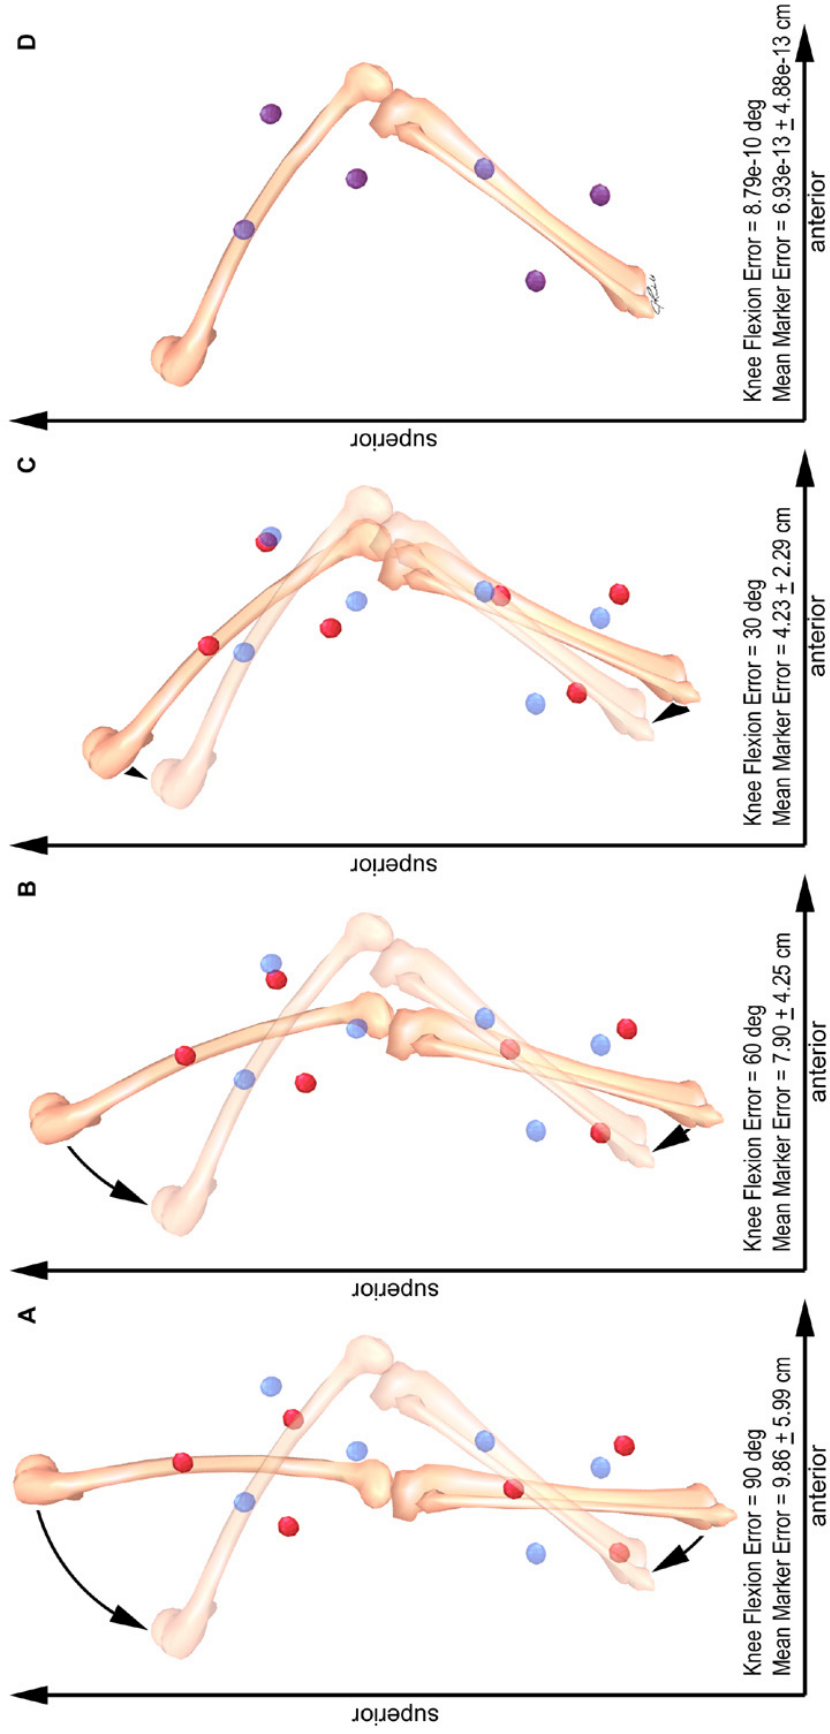 A
superior
Knee Flexion Error = 90 deg
Mean Marker Error = 9.86 ± 5.99 cm
anterior
B
superior
Knee Flexion Error = 60 deg
Mean Marker Error = 7.90 ± 4.25 cm
anterior
C
superior
Knee Flexion Error = 30 deg
Mean Marker Error = 4.23 ± 2.29 cm
anterior
D
superior
Knee Flexion Error = 8.79e-10 deg
Mean Marker Error = 6.93e-13 ± 4.88e-13 cm
anterior